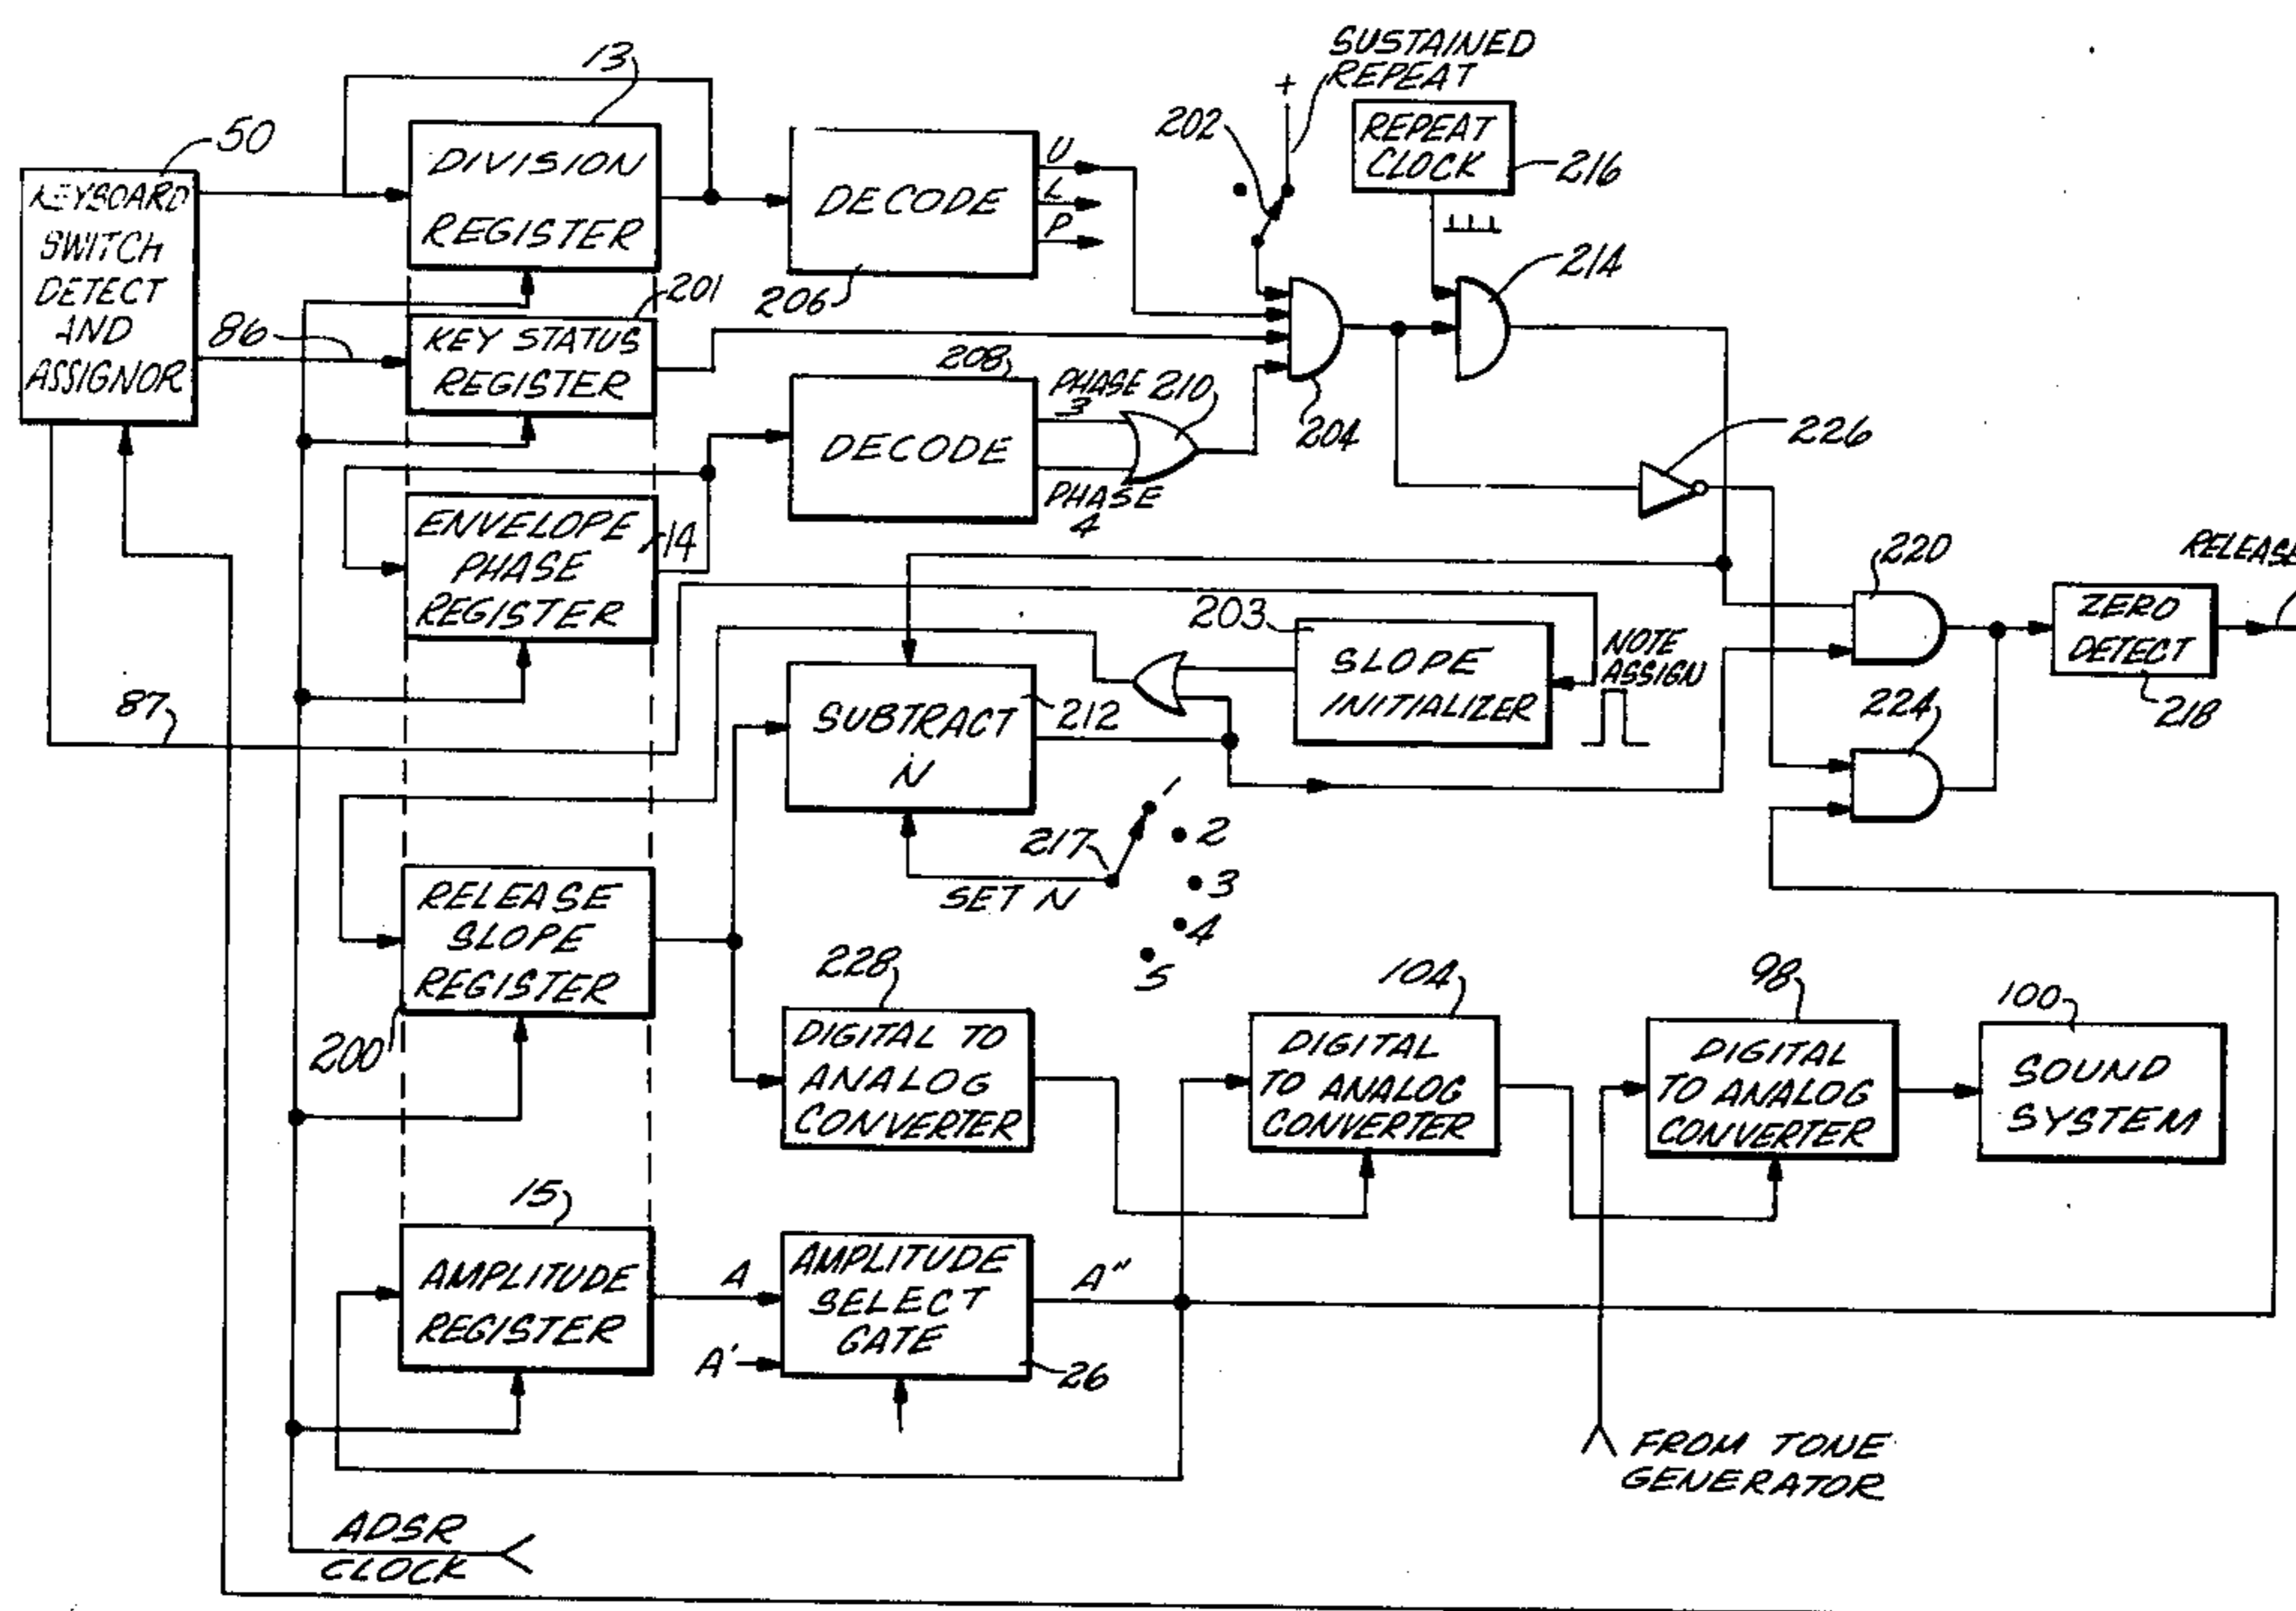 13
SUSTAINED
REPEAT
+
50
DIVISION
REGISTER
DECODE
U
L
P
202
REPEAT
CLOCK
216
KEYBOARD
SWITCH
DETECT
AND
ASSIGNOR
206
214
201
86
KEY STATUS
REGISTER
208
PHASE
3
210
204
226
DECODE
PHASE
4
ENVELOPE
PHASE
REGISTER
14
220
RELEASE
203
SLOPE
INITIALIZER
NOTE
ASSIGN
ZERO
DETECT
218
87
SUBTRACT
N
212
224
217
SET N
1
2
3
4
5
RELEASE
SLOPE
REGISTER
200
228
DIGITAL TO
ANALOG
CONVERTER
104
DIGITAL
TO ANALOG
CONVERTER
98
DIGITAL
TO ANALOG
CONVERTER
100
SOUND
SYSTEM
15
AMPLITUDE
REGISTER
A
A'
AMPLITUDE
SELECT
GATE
26
A"
FROM TONE
GENERATOR
ADSR
CLOCK